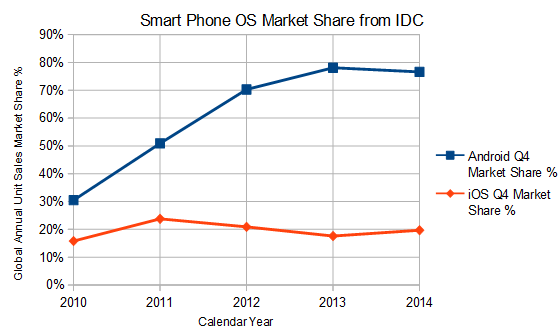 Smart Phone OS Market Share from IDC
Global Annual Unit Sales Market Share %
90%
80%
70%
60%
50%
40%
30%
20%
10%
0%
2010 2011 2012 2013 2014
Calendar Year
Android Q4
Market Share %
iOS Q4 Market
Share %